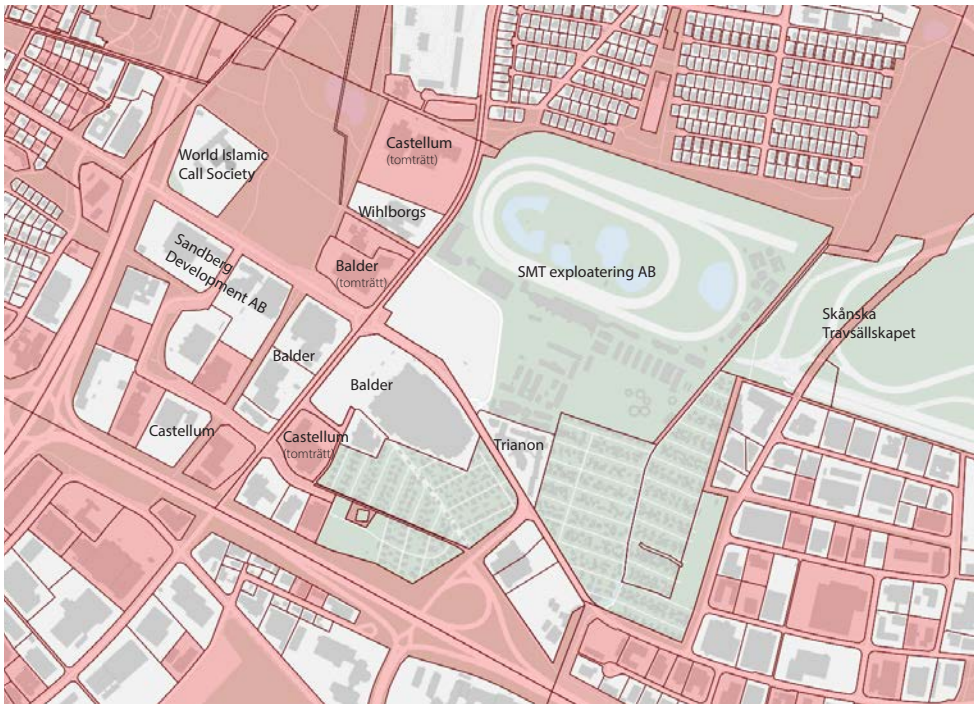 Castellum
(tomträtt)
World Islamic
Call Society
Wihlborgs
Sandberg
Development AB
Balder
(tomträtt)
SMT exploatering AB
Skånska
Travsällskapet
Balder
Balder
Castellum
Castellum
(tomträtt)
Trianon